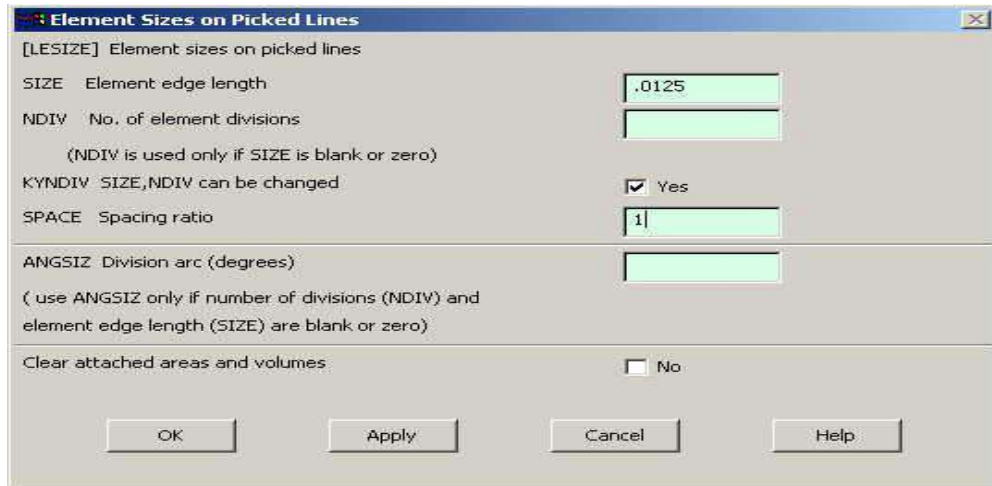 Element Sizes on Picked Lines
[LESIZE] Element sizes on picked lines
SIZE Element edge length .0125
NDIV No. of element divisions
(NDIV is used only if SIZE is blank or zero)
KYNDIV SIZE,NDIV can be changed Yes
SPACE Spacing ratio 1
ANGSIZ Division arc (degrees)
( use ANGSIZ only if number of divisions (NDIV) and
element edge length (SIZE) are blank or zero)
Clear attached areas and volumes No
OK Apply Cancel Help